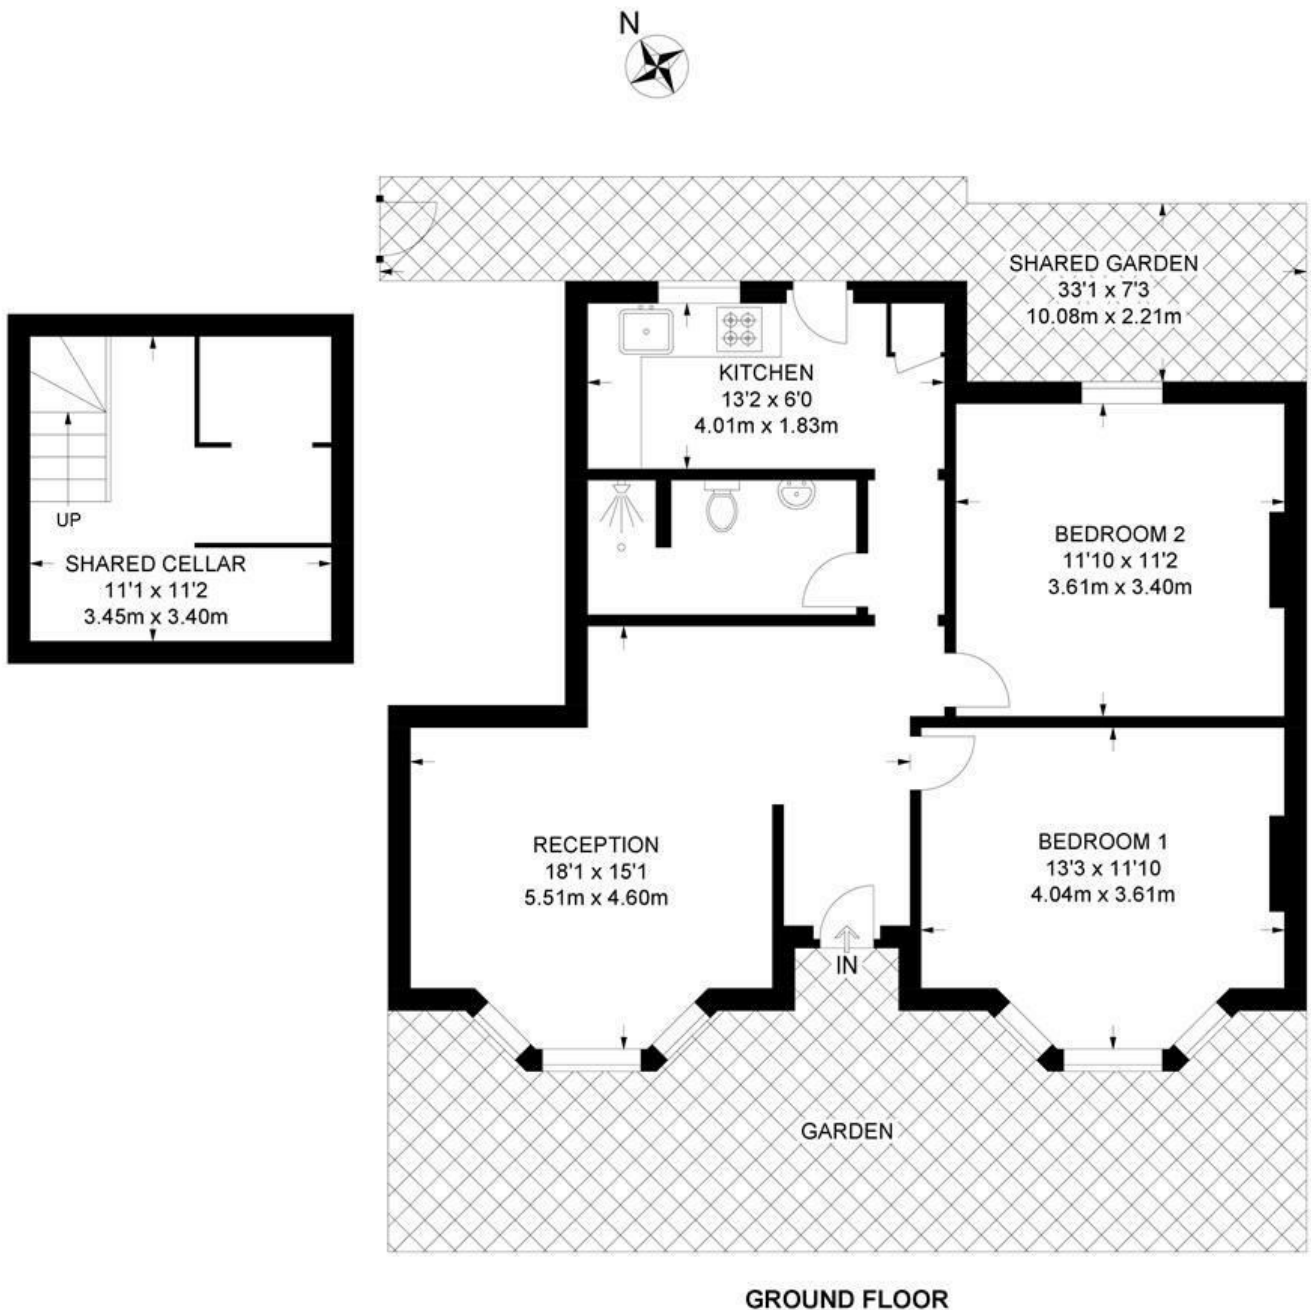 N
SHARED GARDEN
33'1 x 7'3
10.08m x 2.21m
KITCHEN
13'2 x 6'0
4.01m x 1.83m
UP
SHARED CELLAR
11'1 x 11'2
3.45m x 3.40m
BEDROOM 2
11'10 x 11'2
3.61m x 3.40m
RECEPTION
18'1 x 15'1
5.51m x 4.60m
BEDROOM 1
13'3 x 11'10
4.04m x 3.61m
IN
GARDEN
GROUND FLOOR